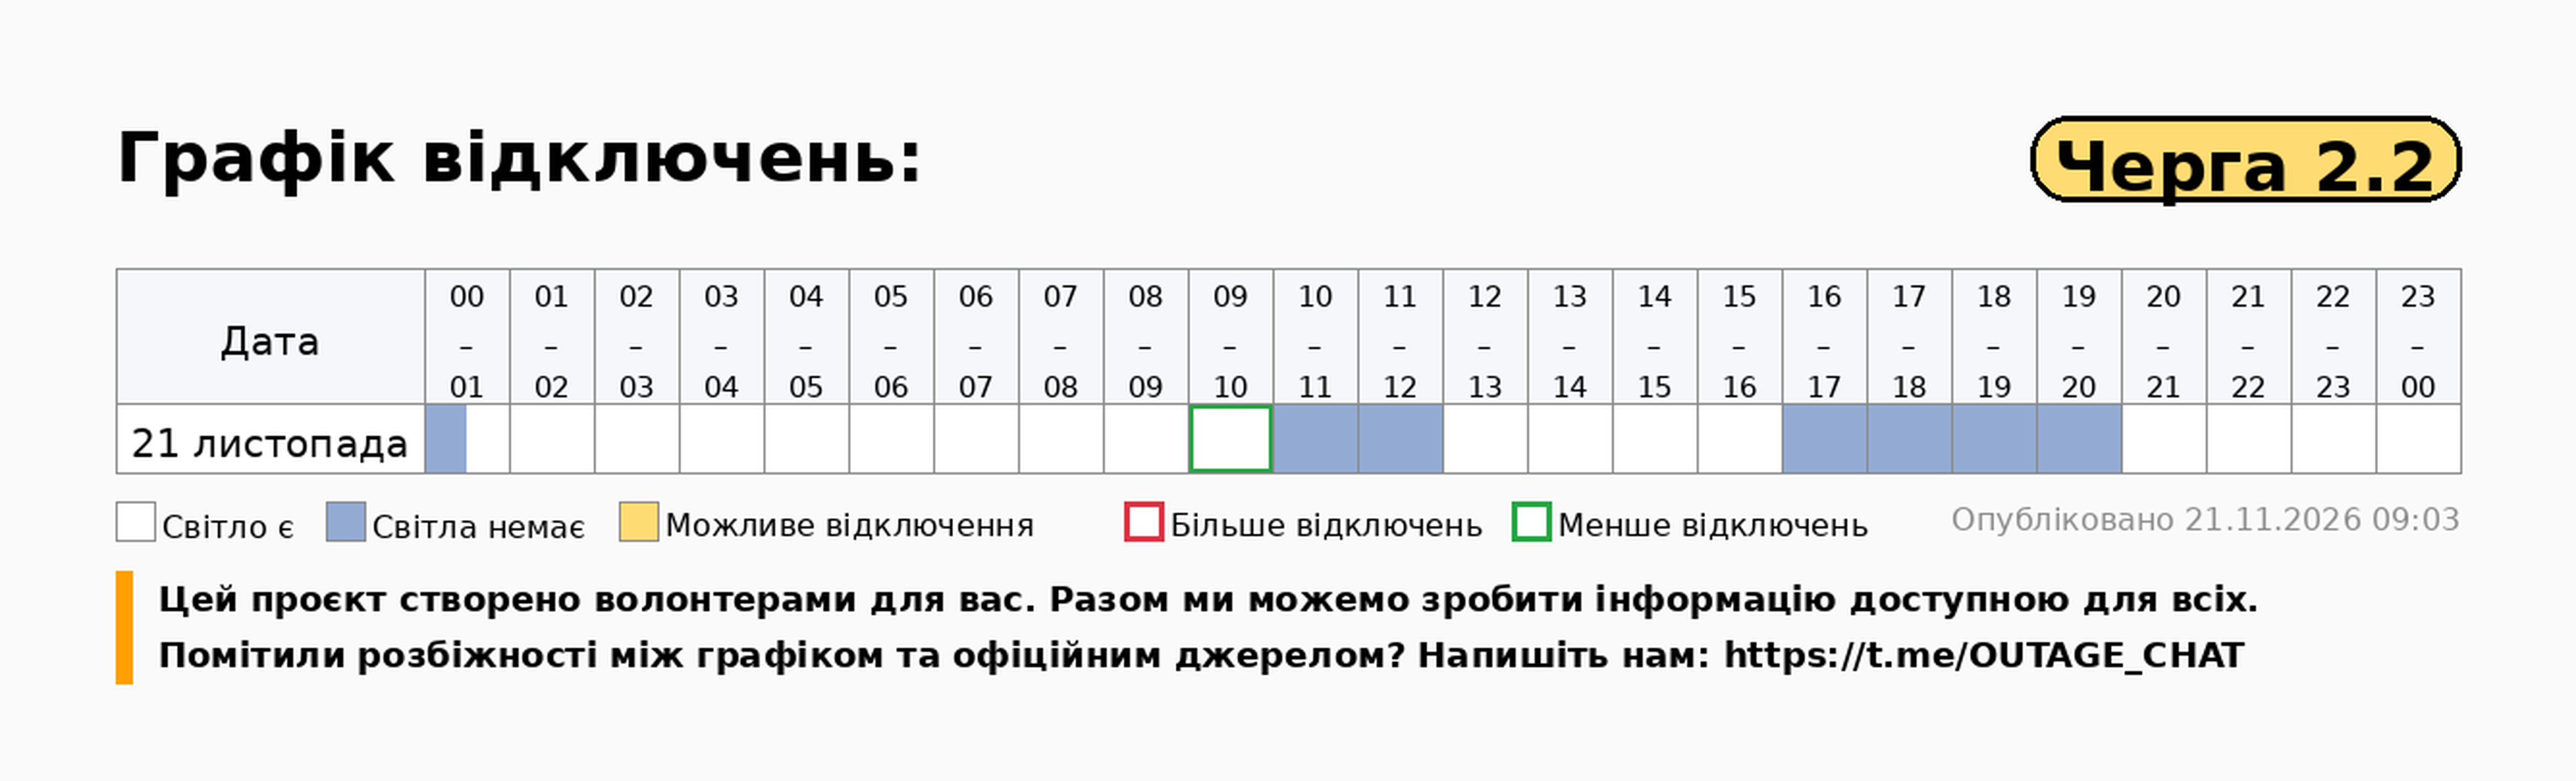 Графік відключень:
Черга 2.2
Дата
00 – 01
01 – 02
02 – 03
03 – 04
04 – 05
05 – 06
06 – 07
07 – 08
08 – 09
09 – 10
10 – 11
11 – 12
12 – 13
13 – 14
14 – 15
15 – 16
16 – 17
17 – 18
18 – 19
19 – 20
20 – 21
21 – 22
22 – 23
23 – 00
21 листопада
Світло є
Світла немає
Можливе відключення
Більше відключень
Менше відключень
Опубліковано 21.11.2026 09:03
Цей проєкт створено волонтерами для вас. Разом ми можемо зробити інформацію доступною для всіх.
Помітили розбіжності між графіком та офіційним джерелом? Напишіть нам: https://t.me/OUTAGE_CHAT